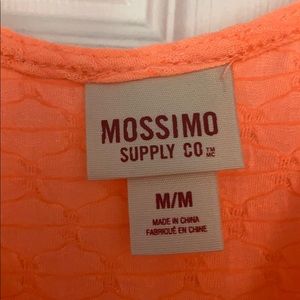 MOSSIMO
SUPPLY CO ™ MC
M/M
MADE IN CHINA
FABRIQUÉ EN CHINE